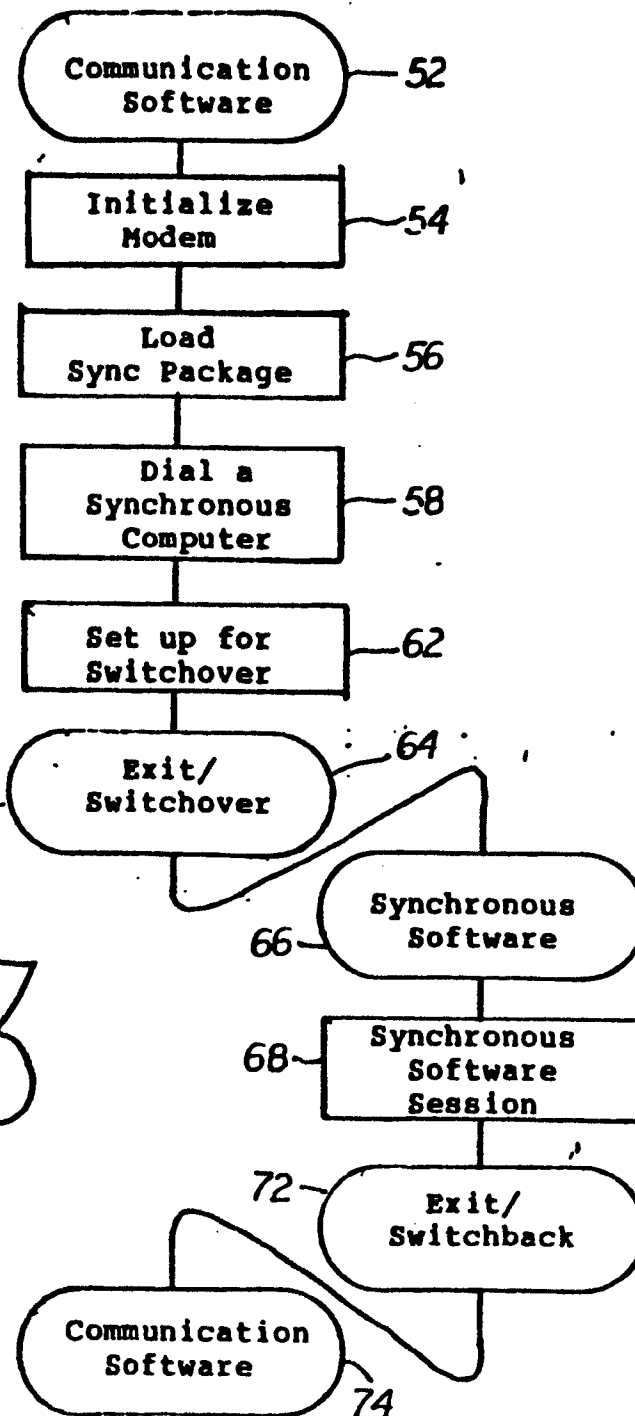 Communication
Software
52
Initialize
Modem
54
Load
Sync Package
56
Dial a
Synchronous
Computer
58
Set up for
Switchover
62
Exit/
Switchover
64
Synchronous
Software
66
Synchronous
Software
Session
68
72
Exit/
Switchback
Communication
Software
74